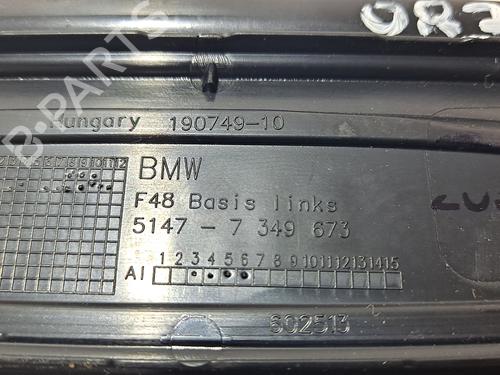 Hungary 190749-10
BMW
F48 Basis links
5147 - 7 349 673
1 2 3 4 5 6 7 8 9 10 11 12 13 14 15
AI
602513
B-PARTS